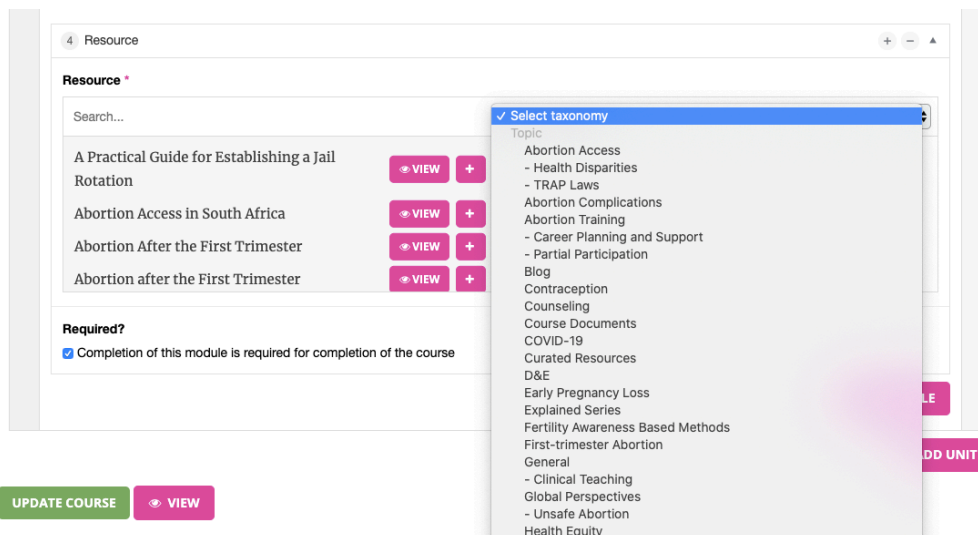 4 Resource + −
Resource *
Search...
A Practical Guide for Establishing a Jail
Rotation
VIEW +
Abortion Access in South Africa VIEW +
Abortion After the First Trimester VIEW +
Abortion after the First Trimester VIEW +
✓ Select taxonomy
Topic
Abortion Access
- Health Disparities
- TRAP Laws
Abortion Complications
Abortion Training
- Career Planning and Support
- Partial Participation
Blog
Contraception
Counseling
Course Documents
COVID-19
Curated Resources
D&E
Early Pregnancy Loss
Explained Series
Fertility Awareness Based Methods
First-trimester Abortion
General
- Clinical Teaching
Global Perspectives
- Unsafe Abortion
Health Equity
Required?
Completion of this module is required for completion of the course
LE
DD UNIT
UPDATE COURSE VIEW